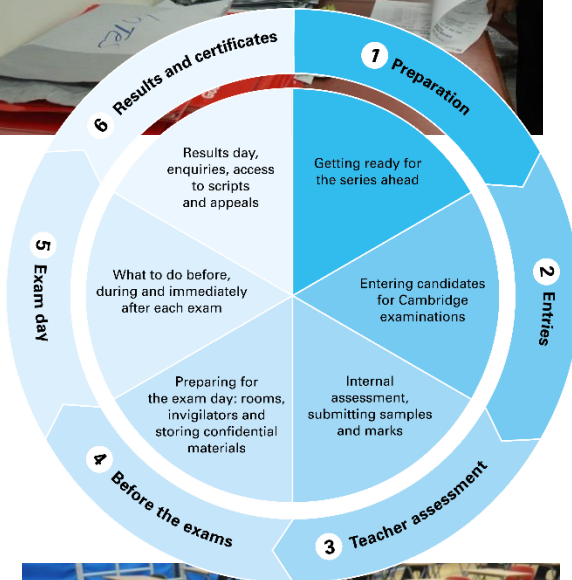 1 Preparation
Getting ready for
the series ahead
2 Entries
Entering candidates
for Cambridge
examinations
3 Teacher assessment
Internal
assessment,
submitting samples
and marks
4 Before the exams
Preparing for
the exam day: rooms,
invigilators and
storing confidential
materials
5 Exam day
What to do before,
during and immediately
after each exam
6 Results and certificates
Results day,
enquiries, access
to scripts
and appeals